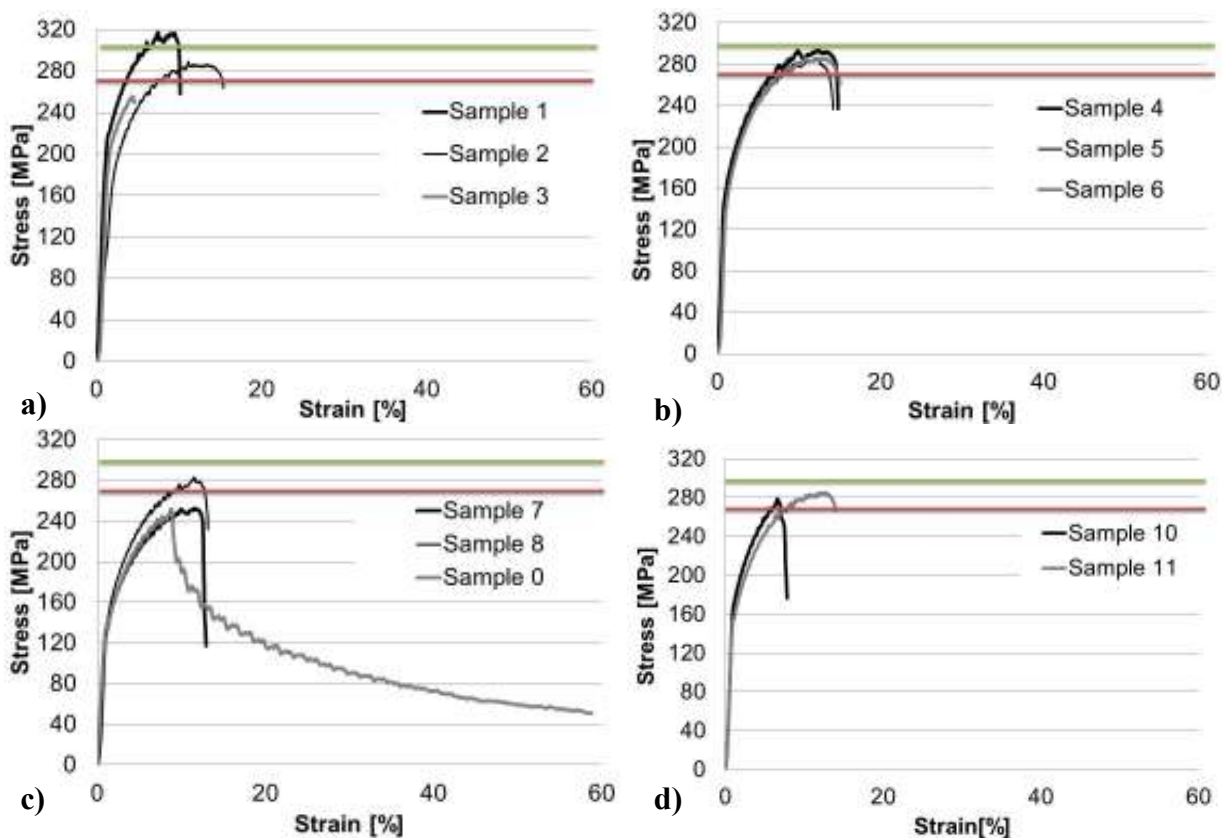 320
280
240
200
160
120
80
40
0
Stress [MPa]
Sample 1
Sample 2
Sample 3
0 20 40 60
Strain [%]
a)
320
280
240
200
160
120
80
40
0
Stress [MPa]
Sample 4
Sample 5
Sample 6
0 20 40 60
Strain [%]
b)
320
280
240
200
160
120
80
40
0
Stress [MPa]
Sample 7
Sample 8
Sample 0
0 20 40 60
Strain [%]
c)
320
280
240
200
160
120
80
40
0
Stress [MPa]
Sample 10
Sample 11
0 20 40 60
Strain[%]
d)